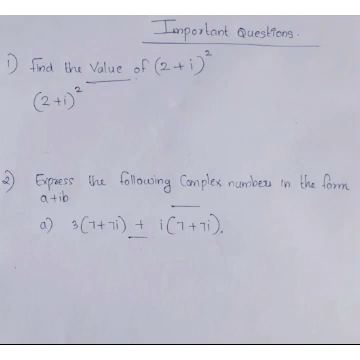 Important Questions.
1) Find the Value of (2+i)²
(2+i)²
2) Express the following Complex numbers in the form
a+ib
a) 3(7+7i) + i(7+7i).